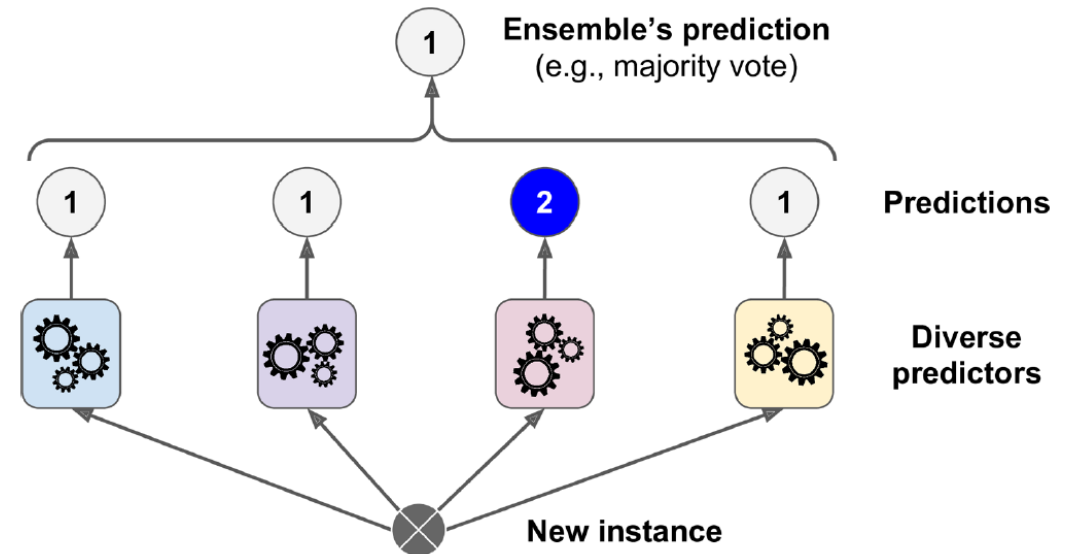 1
Ensemble's prediction
(e.g., majority vote)
1
1
2
1
Predictions
Diverse
predictors
New instance